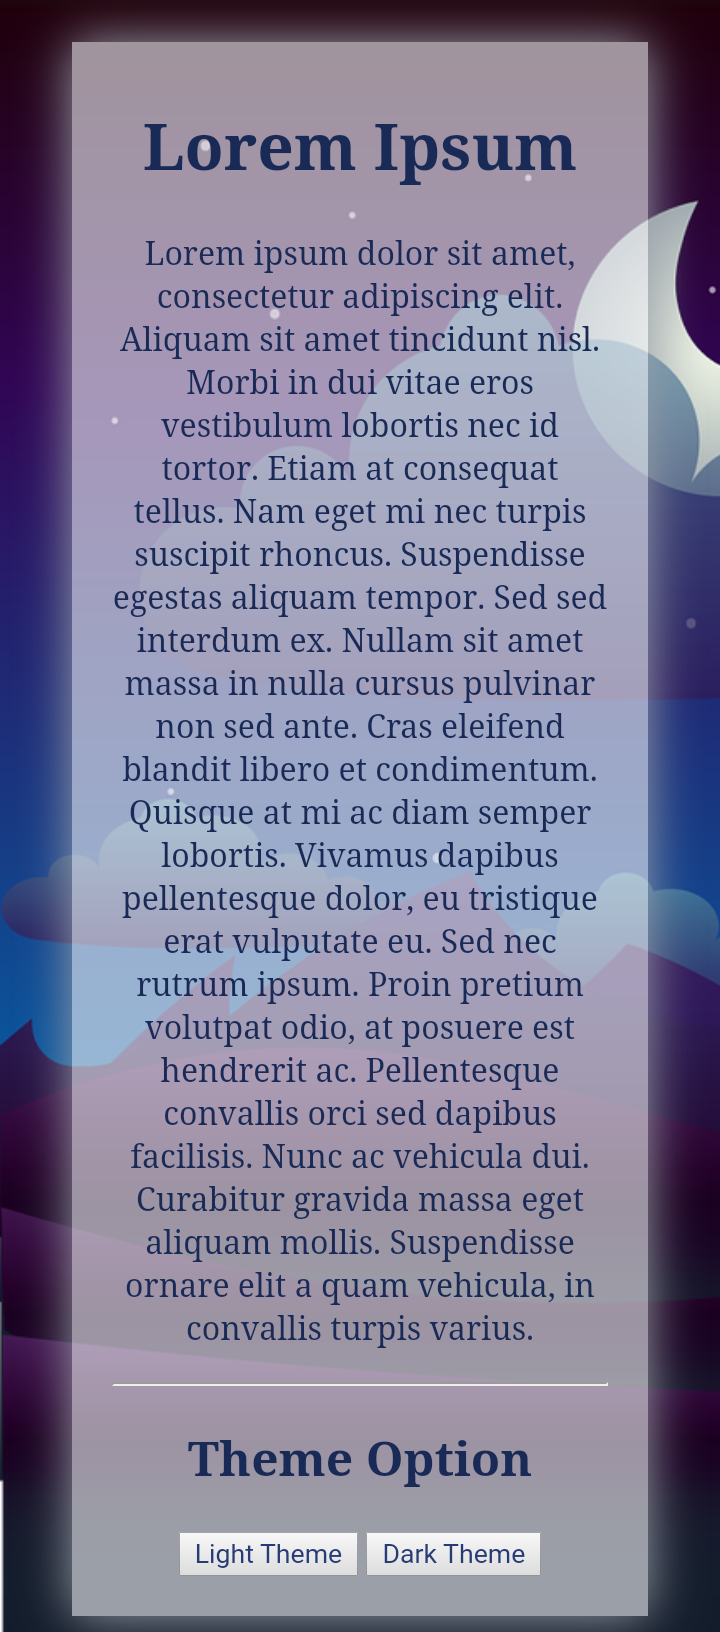 Lorem Ipsum
Lorem ipsum dolor sit amet,
consectetur adipiscing elit.
Aliquam sit amet tincidunt nisl.
Morbi in dui vitae eros
vestibulum lobortis nec id
tortor. Etiam at consequat
tellus. Nam eget mi nec turpis
suscipit rhoncus. Suspendisse
egestas aliquam tempor. Sed sed
interdum ex. Nullam sit amet
massa in nulla cursus pulvinar
non sed ante. Cras eleifend
blandit libero et condimentum.
Quisque at mi ac diam semper
lobortis. Vivamus dapibus
pellentesque dolor, eu tristique
erat vulputate eu. Sed nec
rutrum ipsum. Proin pretium
volutpat odio, at posuere est
hendrerit ac. Pellentesque
convallis orci sed dapibus
facilisis. Nunc ac vehicula dui.
Curabitur gravida massa eget
aliquam mollis. Suspendisse
ornare elit a quam vehicula, in
convallis turpis varius.
Theme Option
Light Theme Dark Theme